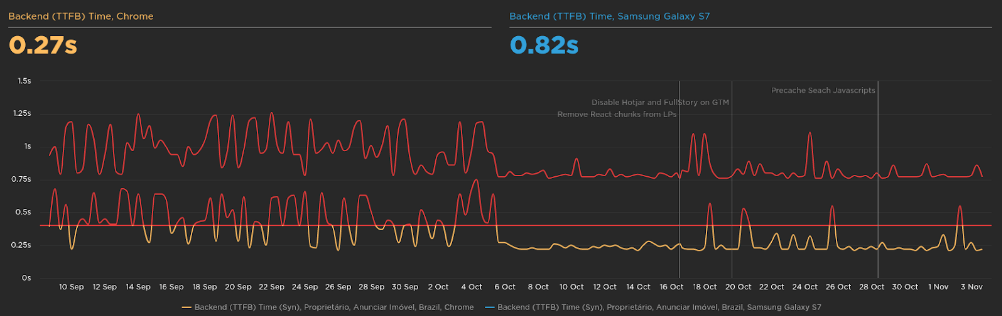 Backend (TTFB) Time, Chrome
0.27s
Backend (TTFB) Time, Samsung Galaxy S7
0.82s
1.5s
1.25s
1s
0.75s
0.5s
0.25s
0s
Precache Seach Javascripts
Disable Hotjar and FullStory on GTM
Remove React chunks from LPs
10 Sep 12 Sep 14 Sep 16 Sep 18 Sep 20 Sep 22 Sep 24 Sep 26 Sep 28 Sep 30 Sep 2 Oct 4 Oct 6 Oct 8 Oct 10 Oct 12 Oct 14 Oct 16 Oct 18 Oct 20 Oct 22 Oct 24 Oct 26 Oct 28 Oct 30 Oct 1 Nov 3 Nov
Backend (TTFB) Time (Syn), Proprietário, Anunciar Imóvel, Brazil, Chrome Backend (TTFB) Time (Syn), Proprietário, Anunciar Imóvel, Brazil, Samsung Galaxy S7